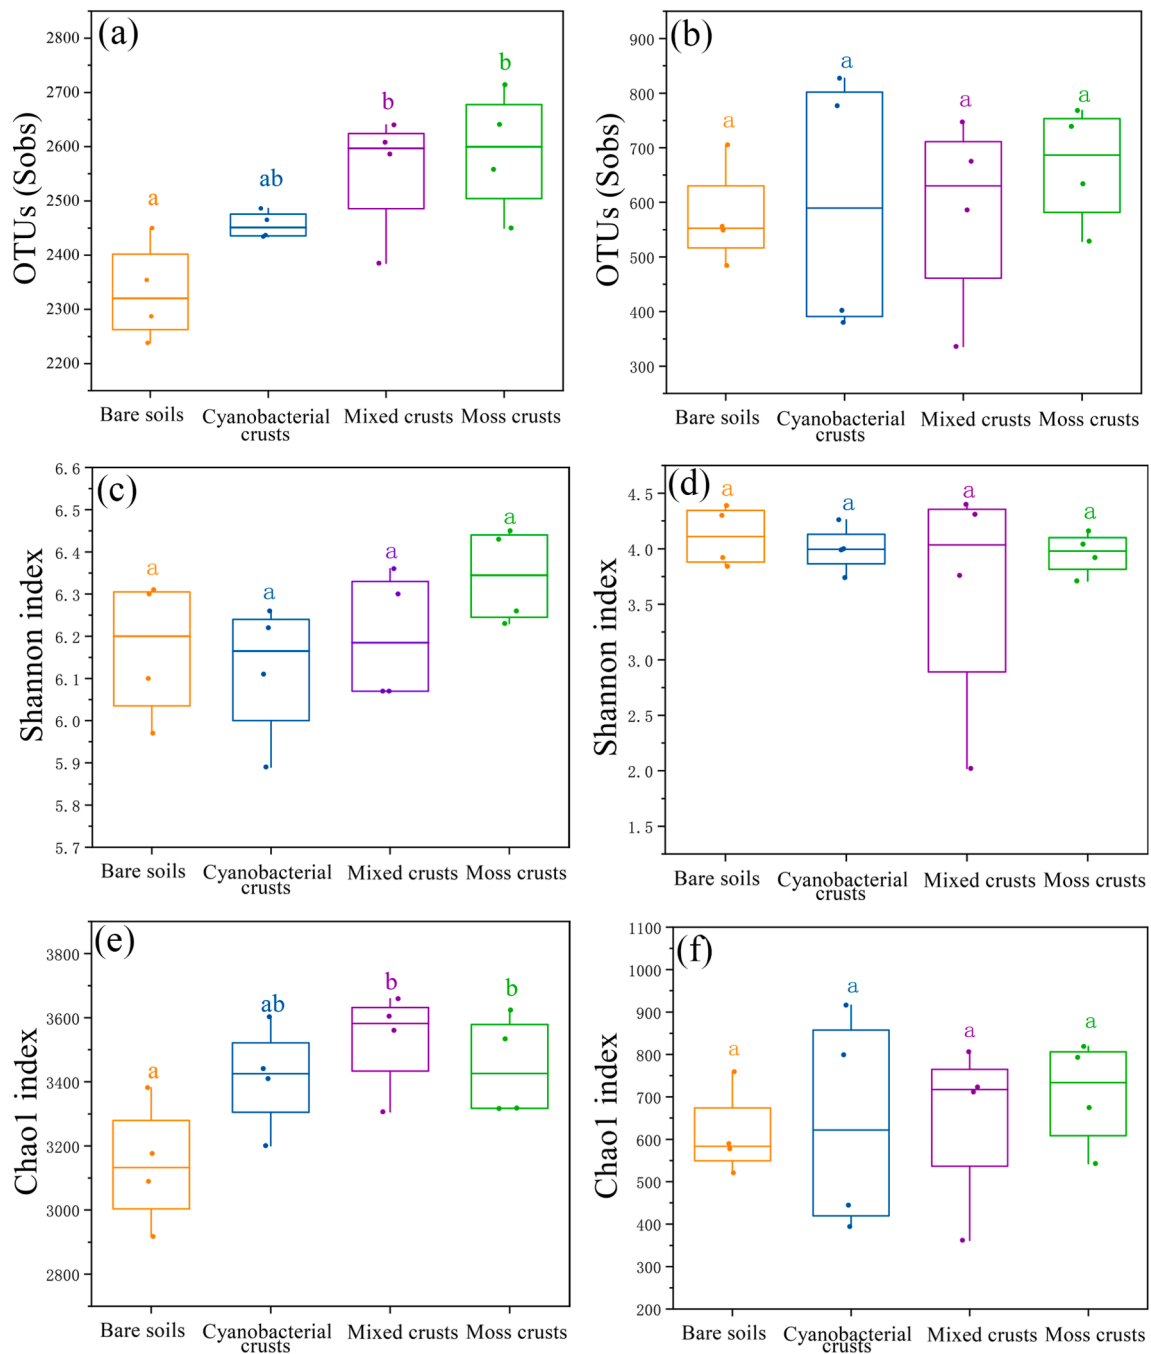 (a)
OTUs (Sobs)
2800
2700
2600
2500
2400
2300
2200
a
ab
b
b
Bare soils
Cyanobacterial
crusts
Mixed crusts
Moss crusts
(b)
OTUs (Sobs)
900
800
700
600
500
400
300
a
a
a
a
Bare soils
Cyanobacterial
crusts
Mixed crusts
Moss crusts
(c)
Shannon index
6.6
6.5
6.4
6.3
6.2
6.1
6.0
5.9
5.8
5.7
a
a
a
a
Bare soils
Cyanobacterial
crusts
Mixed crusts
Moss crusts
(d)
Shannon index
4.5
4.0
3.5
3.0
2.5
2.0
1.5
a
a
a
a
Bare soils
Cyanobacterial
crusts
Mixed crusts
Moss crusts
(e)
Chao1 index
3800
3600
3400
3200
3000
2800
a
ab
b
b
Bare soils
Cyanobacterial
crusts
Mixed crusts
Moss crusts
(f)
Chao1 index
1100
1000
900
800
700
600
500
400
300
200
a
a
a
a
Bare soils
Cyanobacterial
crusts
Mixed crusts
Moss crusts